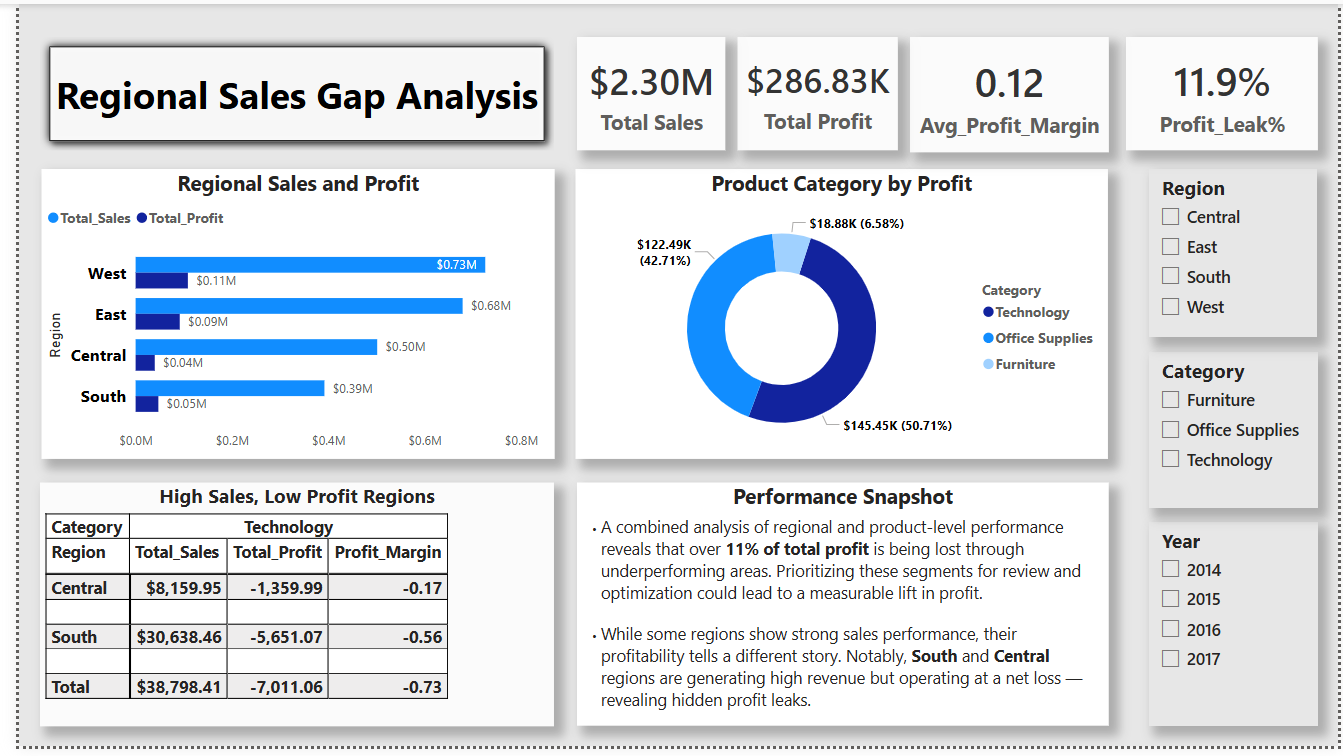 Regional Sales Gap Analysis
$2.30M
Total Sales
$286.83K
Total Profit
0.12
Avg_Profit_Margin
11.9%
Profit_Leak%
Regional Sales and Profit
Total_Sales Total_Profit
Region
West
$0.73M
$0.11M
East
$0.68M
$0.09M
Central
$0.50M
$0.04M
South
$0.39M
$0.05M
$0.0M $0.2M $0.4M $0.6M $0.8M
Product Category by Profit
$18.88K (6.58%)
$122.49K
(42.71%)
$145.45K (50.71%)
Category
Technology
Office Supplies
Furniture
Region
Central
East
South
West
Category
Furniture
Office Supplies
Technology
Year
2014
2015
2016
2017
High Sales, Low Profit Regions
Category Technology
Region Total_Sales Total_Profit Profit_Margin
Central $8,159.95 -1,359.99 -0.17
South $30,638.46 -5,651.07 -0.56
Total $38,798.41 -7,011.06 -0.73
Performance Snapshot
• A combined analysis of regional and product-level performance
reveals that over 11% of total profit is being lost through
underperforming areas. Prioritizing these segments for review and
optimization could lead to a measurable lift in profit.
• While some regions show strong sales performance, their
profitability tells a different story. Notably, South and Central
regions are generating high revenue but operating at a net loss —
revealing hidden profit leaks.